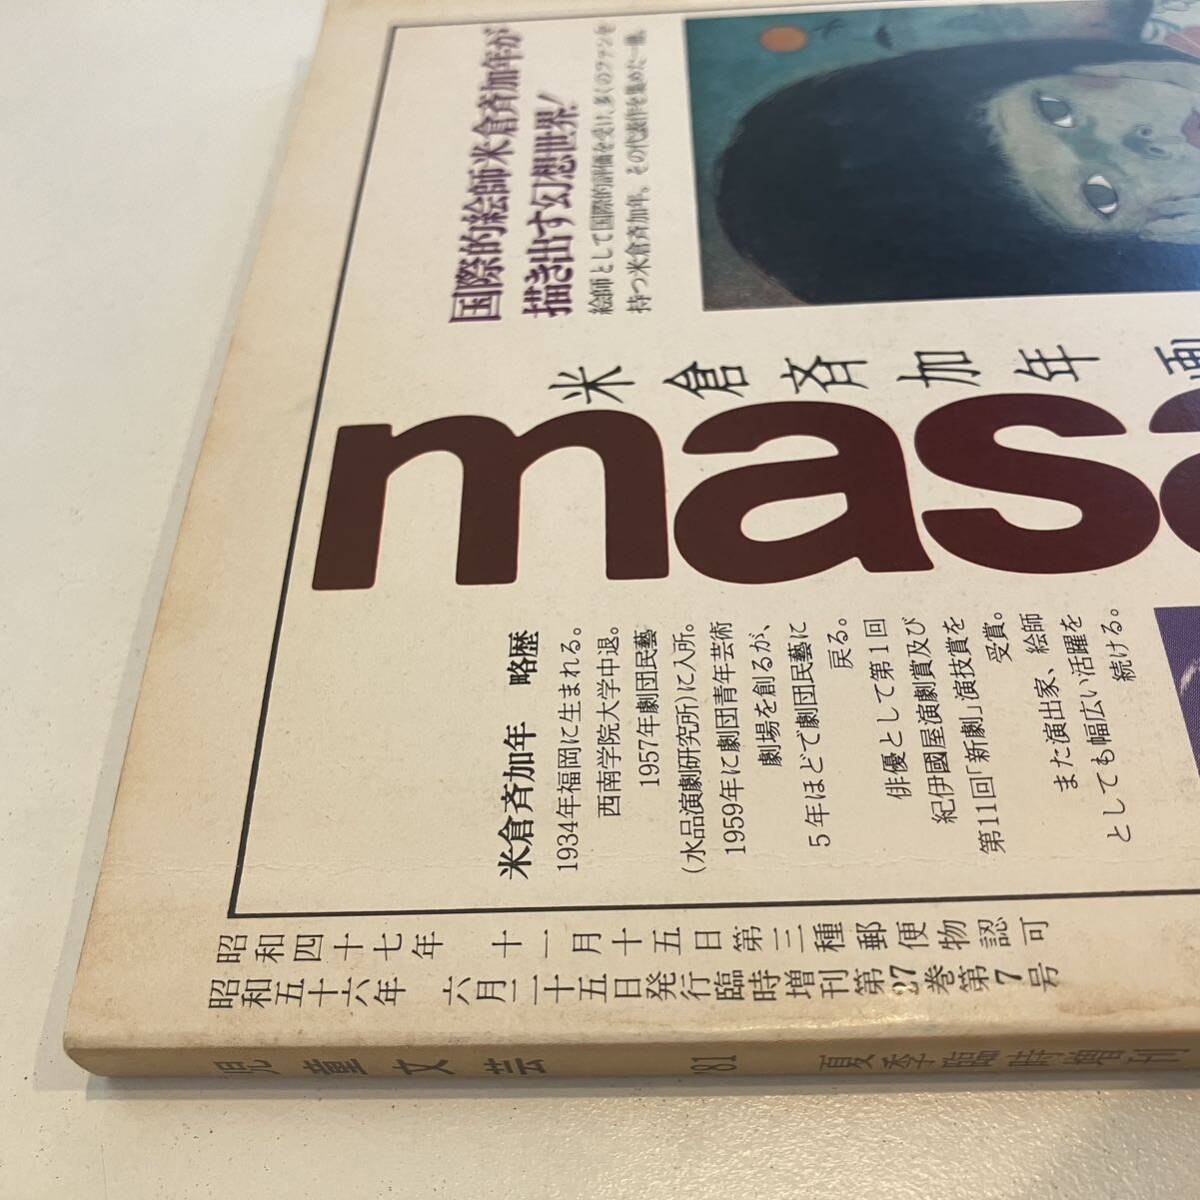 国際的絵師米倉斉加年が
描き出す幻想世界!
絵師として国際的評価を受け、多くのファンを
持つ米倉斉加年。その代表作を集めた一冊。
米倉斉加年画
masa
米倉斉加年 略歴
1934年福岡に生まれる。
西南学院大学中退。
1957年劇団民藝
(水品演劇研究所)に入所。
1959年に劇団青年芸術
劇場を創るが、
5年ほどで劇団民藝に
戻る。
俳優として第1回
紀伊國屋演劇賞及び
第11回「新劇」演技賞を
受賞。
また演出家、絵師
としても幅広い活躍を
続ける。
昭和四十七年 十一月十五日第三種郵便物認可
昭和五十六年 六月二十五日発行臨時増刊第27巻第7号
児童文芸 '81 夏季臨時増刊